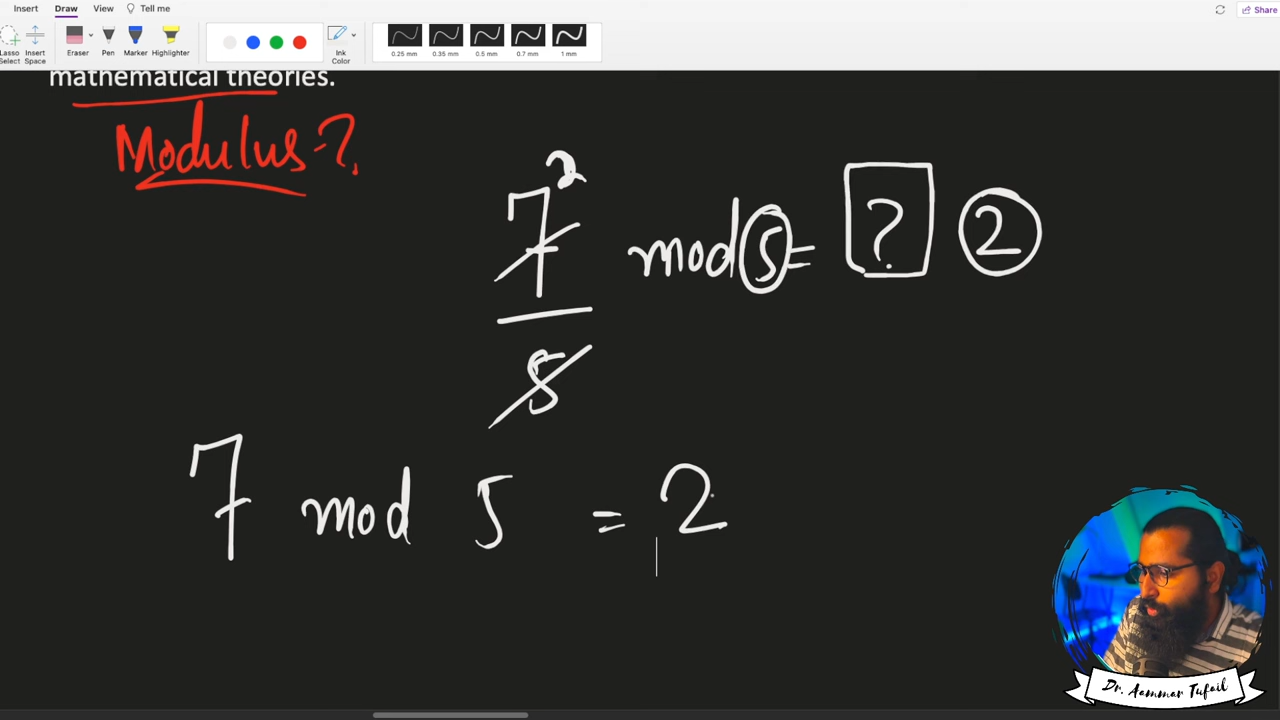 Insert Draw View Tell me Share
Lasso Select Insert Space Eraser Pen Marker Highlighter Ink Color 0.25 mm 0.35 mm 0.5 mm 0.7 mm 1 mm
mathematical theories.
Modulus-?
7 2 mod 5 = ? 2
5
7 mod 5 = 2
Dr. Aammar Tufail